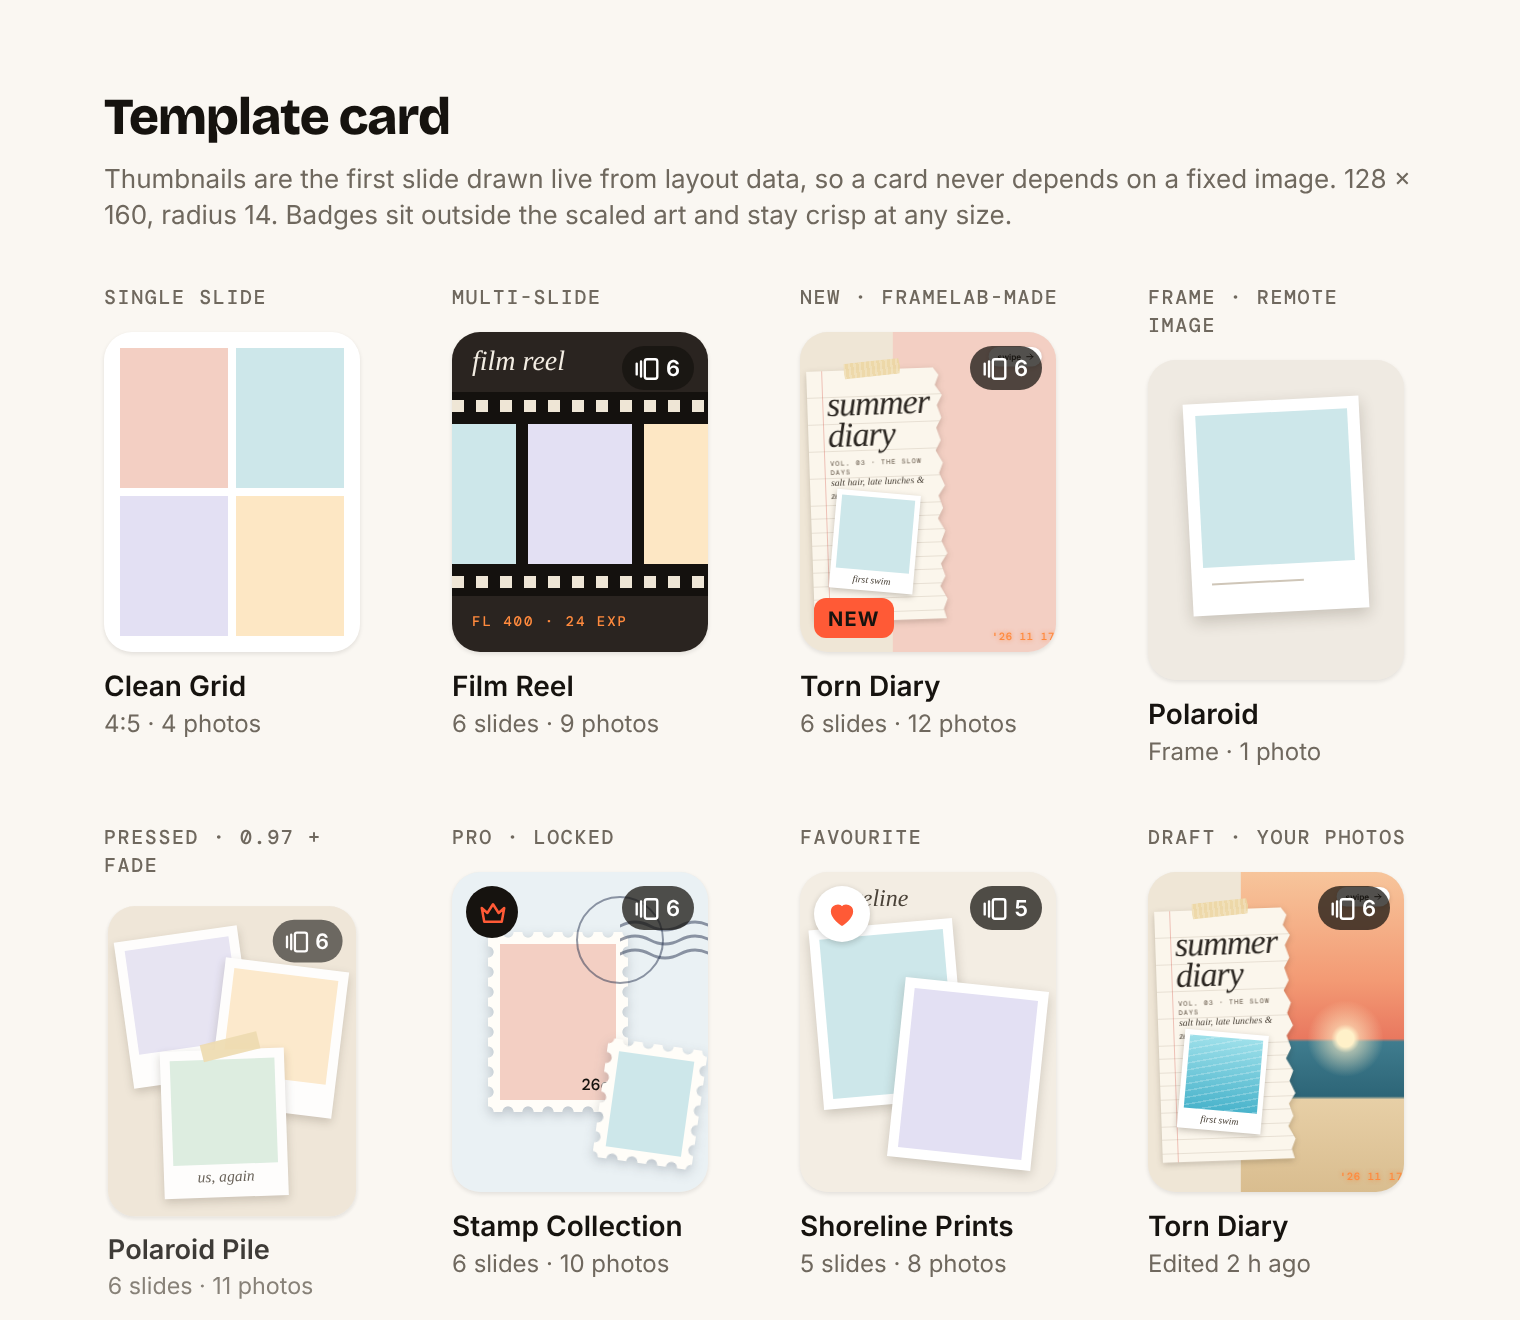 Template card
Thumbnails are the first slide drawn live from layout data, so a card never depends on a fixed image. 128 ×
160, radius 14. Badges sit outside the scaled art and stay crisp at any size.
SINGLE SLIDE
Clean Grid
4:5 · 4 photos
MULTI-SLIDE
film reel
6
FL 400 · 24 EXP
Film Reel
6 slides · 9 photos
NEW · FRAMELAB-MADE
6
summer
diary
VOL. 03 · THE SLOW
DAYS
salt hair, late lunches &
first swim
NEW
'26 11 17
Torn Diary
6 slides · 12 photos
FRAME · REMOTE
IMAGE
Polaroid
Frame · 1 photo
PRESSED · 0.97 +
FADE
6
us, again
Polaroid Pile
6 slides · 11 photos
PRO · LOCKED
6
26
Stamp Collection
6 slides · 10 photos
FAVOURITE
eline
5
Shoreline Prints
5 slides · 8 photos
DRAFT · YOUR PHOTOS
6
summer
diary
VOL. 03 · THE SLOW
DAYS
salt hair, late lunches &
first swim
'26 11 17
Torn Diary
Edited 2 h ago